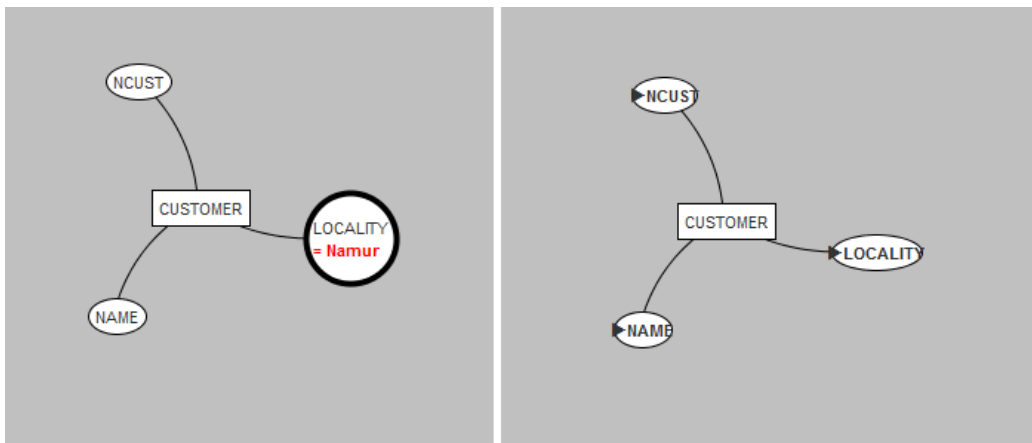 NCUST
CUSTOMER
LOCALITY
= Namur
NAME
NCUST
CUSTOMER
LOCALITY
NAME